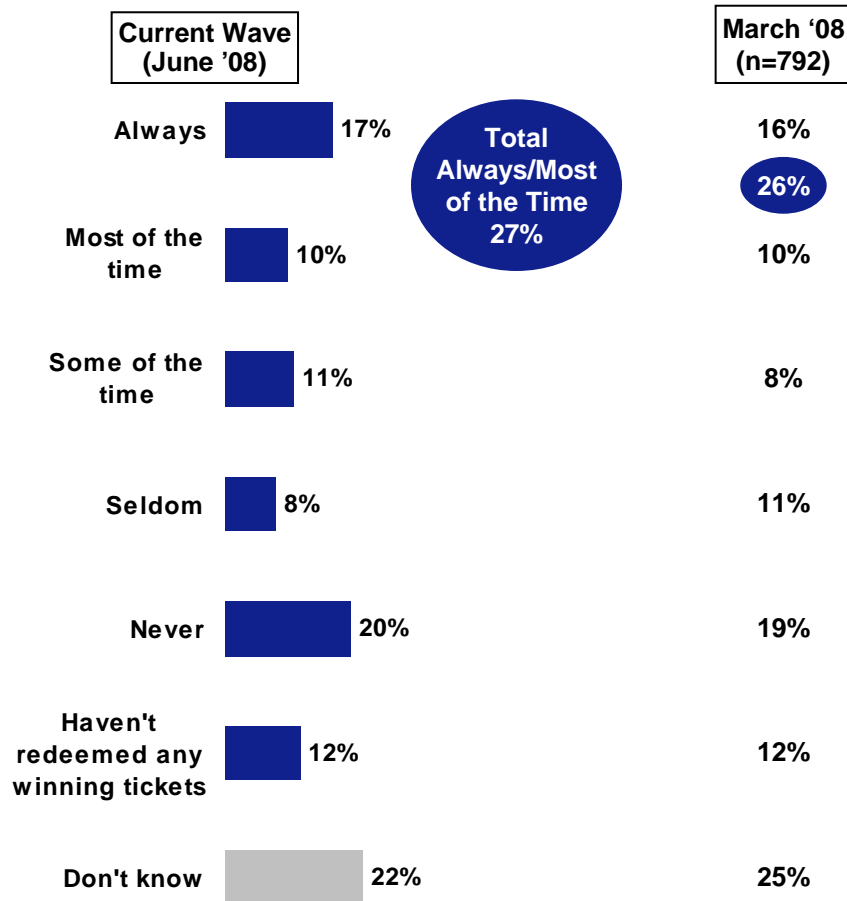 Current Wave
(June ’08)
March ‘08
(n=792)
Always
17%
Total
Always/Most
of the Time
27%
16%
26%
Most of the
time
10%
10%
Some of the
time
11%
8%
Seldom
8%
11%
Never
20%
19%
Haven't
redeemed any
winning tickets
12%
12%
Don't know
22%
25%